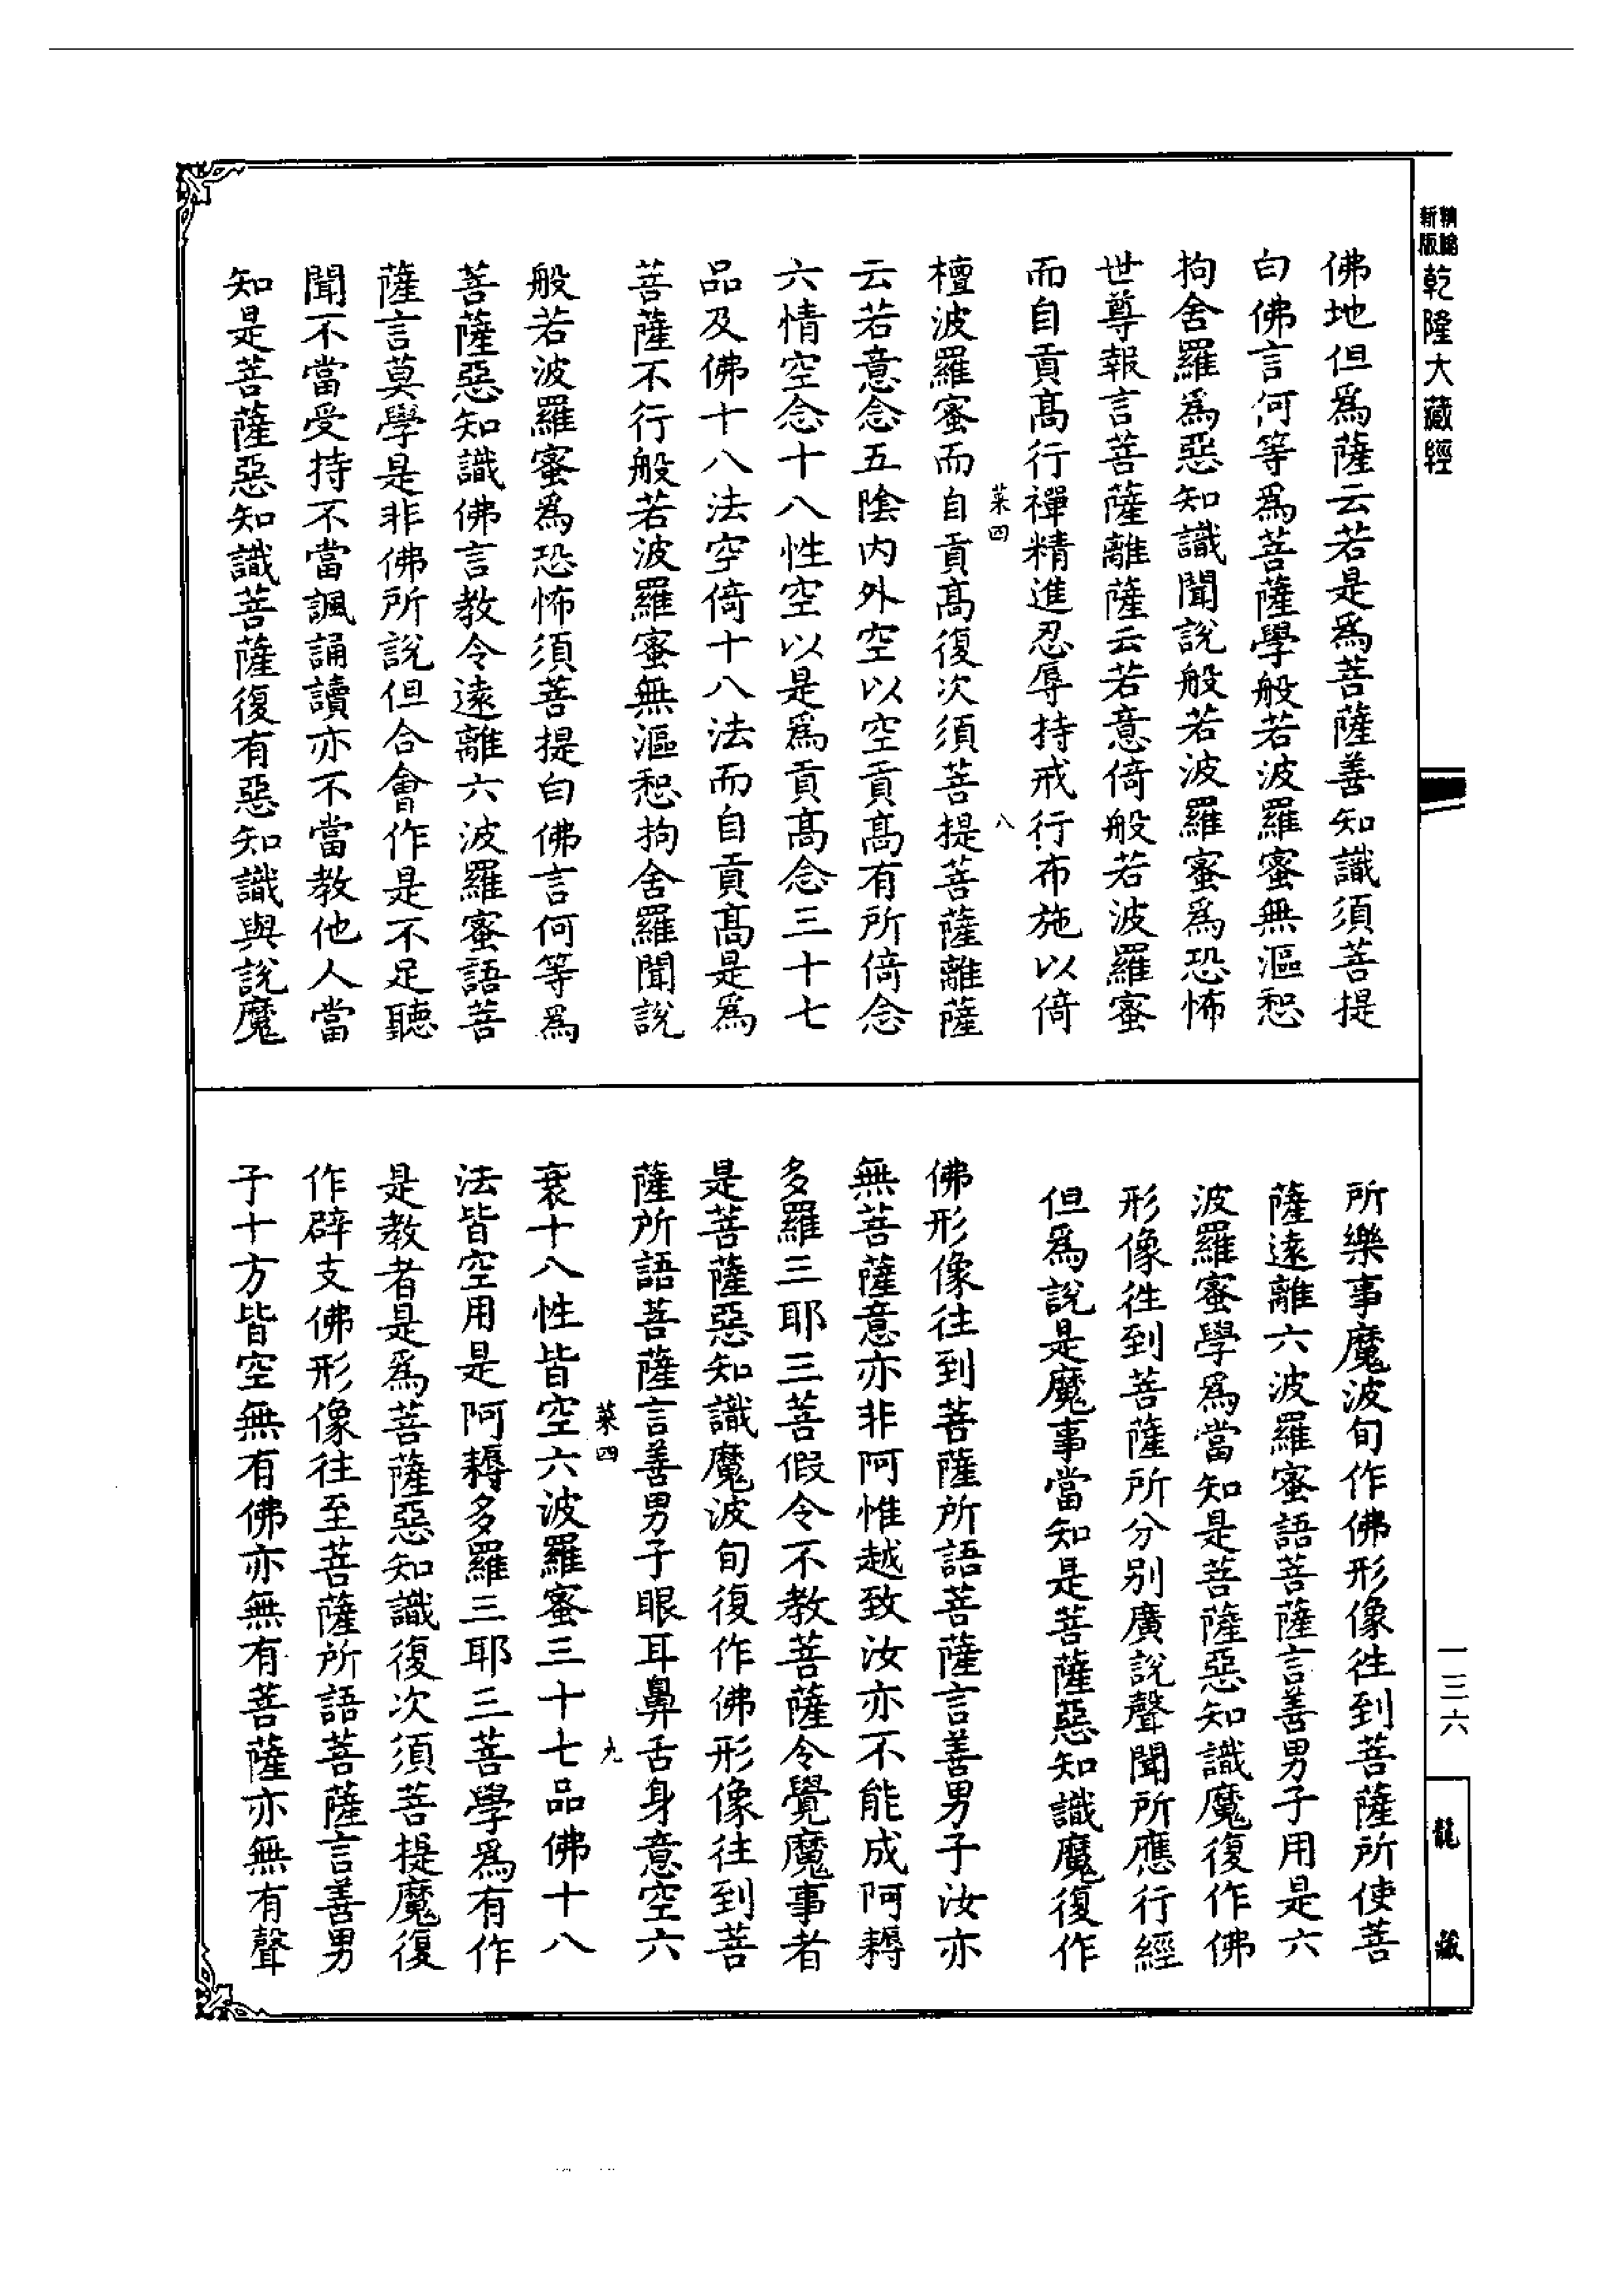 精繪
新版
乾隆大藏經
佛地但爲薩云若是爲菩薩善知識須菩提
白佛言何等爲菩薩學般若波羅蜜無漚惒
拘舍羅爲惡知識聞說般若波羅蜜爲恐怖
世尊報言菩薩離薩云若意倚般若波羅蜜
而自貢髙行禪精進忍辱持戒行布施以倚
菜四 八
檀波羅蜜而自貢髙復次須菩提菩薩離薩
云若意念五陰內外空以空貢髙有所倚念
六情空念十八性空以是爲貢髙念三十七
品及佛十八法空倚十八法而自貢髙是爲
菩薩不行般若波羅蜜無漚惒拘舍羅聞說
般若波羅蜜爲恐怖須菩提白佛言何等爲
菩薩惡知識佛言教令遠離六波羅蜜語菩
薩言莫學是非佛所說但合會作是不足聽
聞不當受持不當諷誦讀亦不當教他人當
知是菩薩惡知識菩薩復有惡知識與說魔
所樂事魔波旬作佛形像徃到菩薩所使菩
薩遠離六波羅蜜語菩薩言善男子用是六
波羅蜜學爲當知是菩薩惡知識魔復作佛
形像徃到菩薩所分别廣說聲聞所應行經
但爲說是魔事當知是菩薩惡知識魔復作
佛形像往到菩薩所語菩薩言善男子汝亦
無菩薩意亦非阿惟越致汝亦不能成阿耨
多羅三耶三菩假令不教菩薩令覺魔事者
是菩薩惡知識魔波旬復作佛形像往到菩
薩所語菩薩言善男子眼耳鼻舌身意空六
菜四 九
衰十八性皆空六波羅蜜三十七品佛十八
法皆空用是阿耨多羅三耶三菩學爲有作
是教者是爲菩薩惡知識復次須菩提魔復
作辟支佛形像往至菩薩所語菩薩言善男
子十方皆空無有佛亦無有菩薩亦無有聲
一三六
龍藏